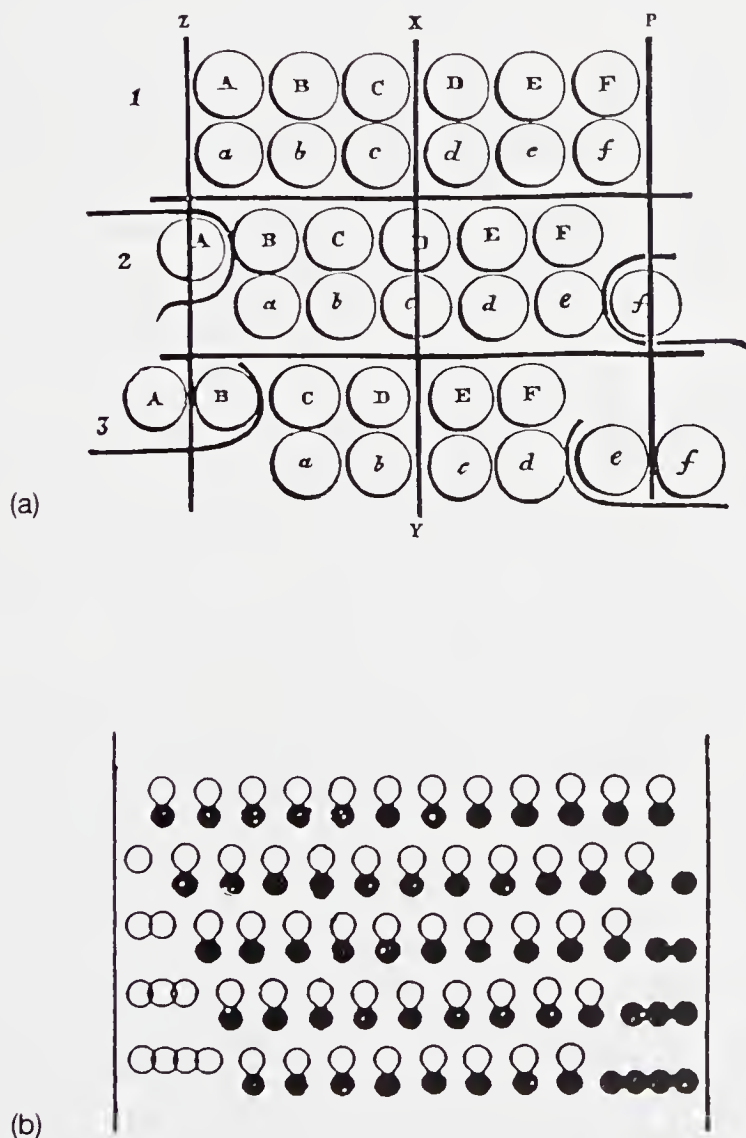 Z X P
1 A B C D E F
a b c d e f
2 A B C D E F
a b c d e f
3 A B C D E F
a b c d e f
(a)
Y
(b)